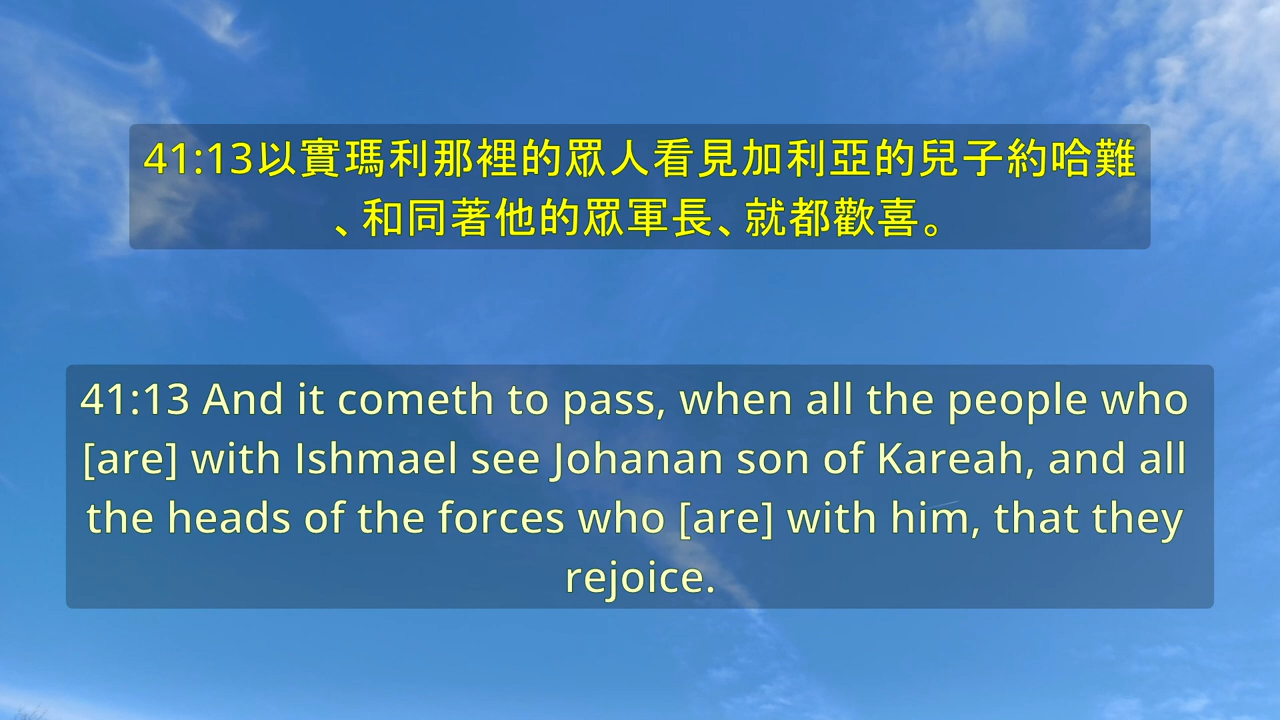 41:13以實瑪利那裡的眾人看見加利亞的兒子約哈難
、和同著他的眾軍長、就都歡喜。
41:13 And it cometh to pass, when all the people who
[are] with Ishmael see Johanan son of Kareah, and all
the heads of the forces who [are] with him, that they
rejoice.